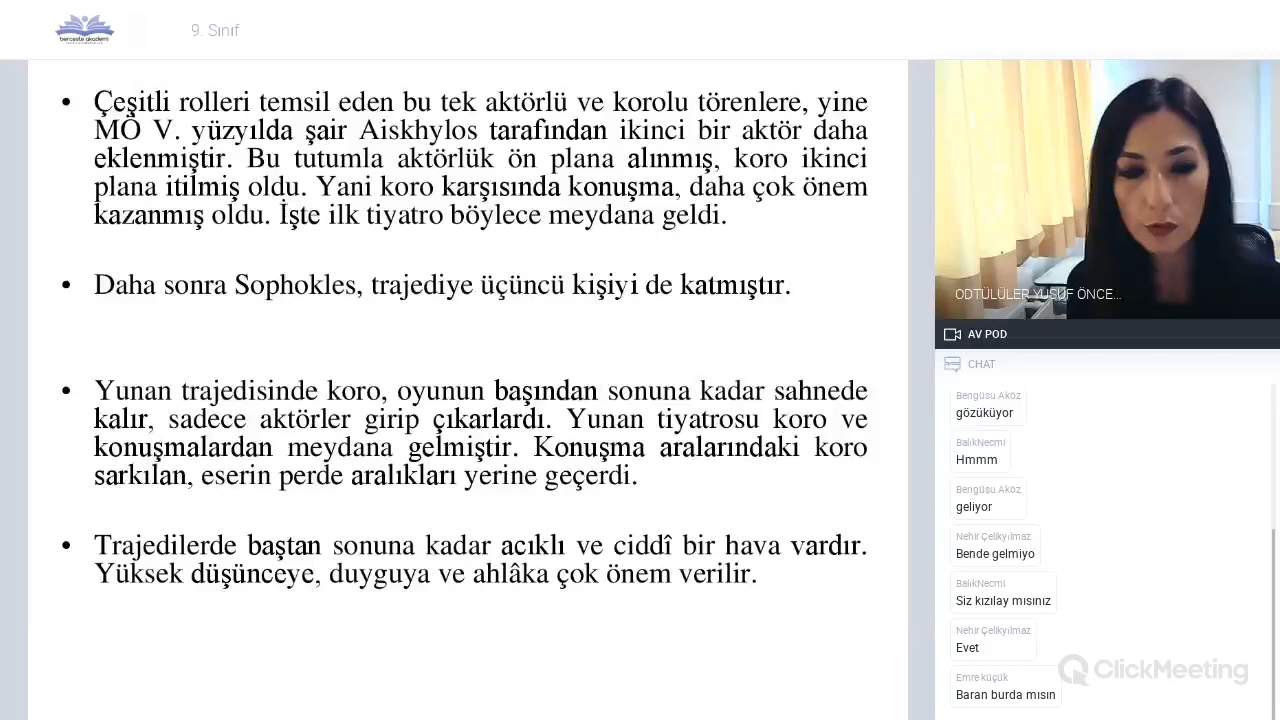 berceste akademi
9. Sınıf
• Çeşitli rolleri temsil eden bu tek aktörlü ve korolu törenlere, yine
MÖ V. yüzyılda şair Aiskhylos tarafından ikinci bir aktör daha
eklenmiştir. Bu tutumla aktörlük ön plana alınmış, koro ikinci
plana itilmiş oldu. Yani koro karşısında konuşma, daha çok önem
kazanmış oldu. İşte ilk tiyatro böylece meydana geldi.
• Daha sonra Sophokles, trajediye üçüncü kişiyi de katmıştır.
• Yunan trajedisinde koro, oyunun başından sonuna kadar sahnede
kalır, sadece aktörler girip çıkarlardı. Yunan tiyatrosu koro ve
konuşmalardan meydana gelmiştir. Konuşma aralarındaki koro
sarkılan, eserin perde aralıkları yerine geçerdi.
• Trajedilerde baştan sonuna kadar acıklı ve ciddî bir hava vardır.
Yüksek düşünceye, duyguya ve ahlâka çok önem verilir.
ODTÜLÜLER YUSUF ÖNCE...
AV POD
CHAT
Bengüsu Aköz
gözüküyor
BalıkNecmi
Hmmm
Bengüsu Aköz
geliyor
Nehir Çelikyılmaz
Bende gelmiyo
BalıkNecmi
Siz kızılay mısınız
Nehir Çelikyılmaz
Evet
Emre küçük
Baran burda mısın
ClickMeeting